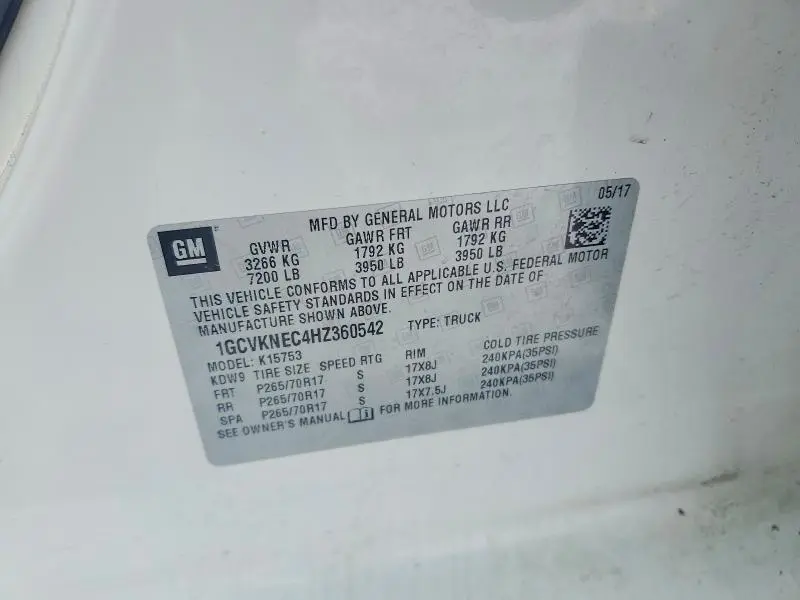 05/17
MFD BY GENERAL MOTORS LLC
GM
GVWR GAWR FRT GAWR RR
3266 KG 1792 KG 1792 KG
7200 LB 3950 LB 3950 LB
THIS VEHICLE CONFORMS TO ALL APPLICABLE U.S. FEDERAL MOTOR
VEHICLE SAFETY STANDARDS IN EFFECT ON THE DATE OF
MANUFACTURE SHOWN ABOVE.
1GCVKNEC4HZ360542 TYPE: TRUCK
MODEL: K15753
KDW9 TIRE SIZE SPEED RTG RIM COLD TIRE PRESSURE
FRT P265/70R17 S 17X8J 240KPA(35PSI)
RR P265/70R17 S 17X8J 240KPA(35PSI)
SPA P265/70R17 S 17X7.5J 240KPA(35PSI)
SEE OWNER'S MANUAL FOR MORE INFORMATION.